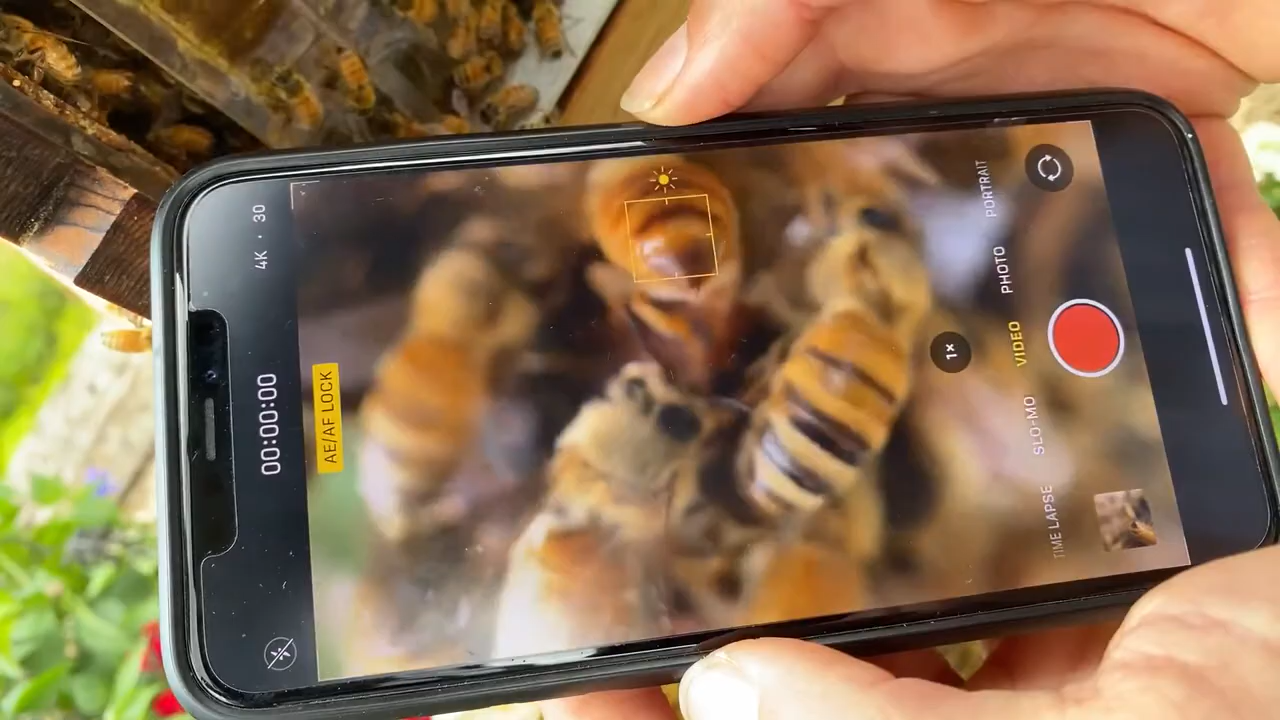 4K · 30
00:00:00
AE/AF LOCK
1×
TIME LAPSE
SLO-MO
VIDEO
PHOTO
PORTRAIT